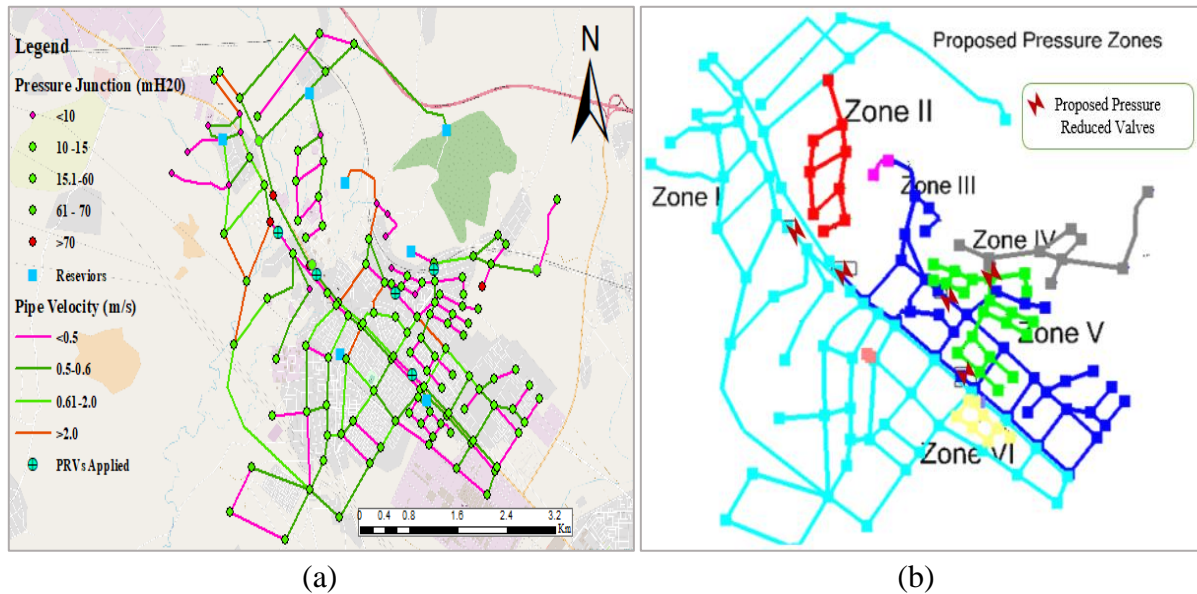 Legend
Pressure Junction (mH20)
<10
10 -15
15.1-60
61 - 70
>70
Reseviors
Pipe Velocity (m/s)
<0.5
0.5-0.6
0.61-2.0
>2.0
PRVs Applied
N
0 0.4 0.8 1.6 2.4 3.2
Km
(a)
Proposed Pressure Zones
Proposed Pressure
Reduced Valves
Zone II
Zone I
Zone III
Zone IV
Zone V
Zone VI
(b)